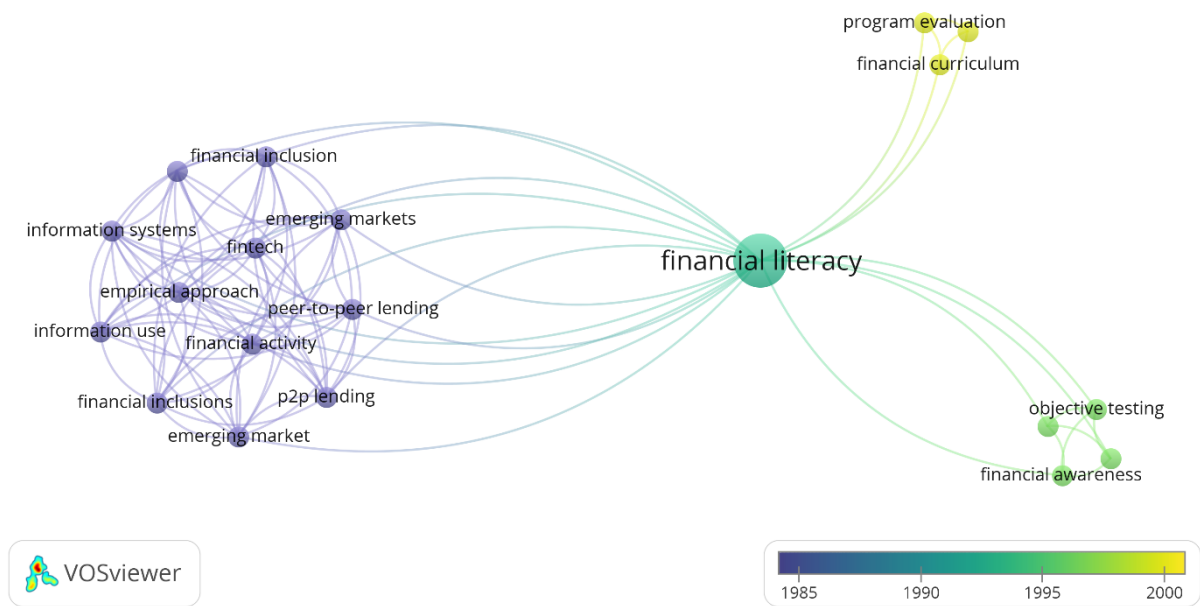 program evaluation
financial curriculum
financial inclusion
emerging markets
information systems
fintech
financial literacy
empirical approach
peer-to-peer lending
information use
financial activity
financial inclusions
p2p lending
emerging market
objective testing
financial awareness
VOSviewer
1985 1990 1995 2000